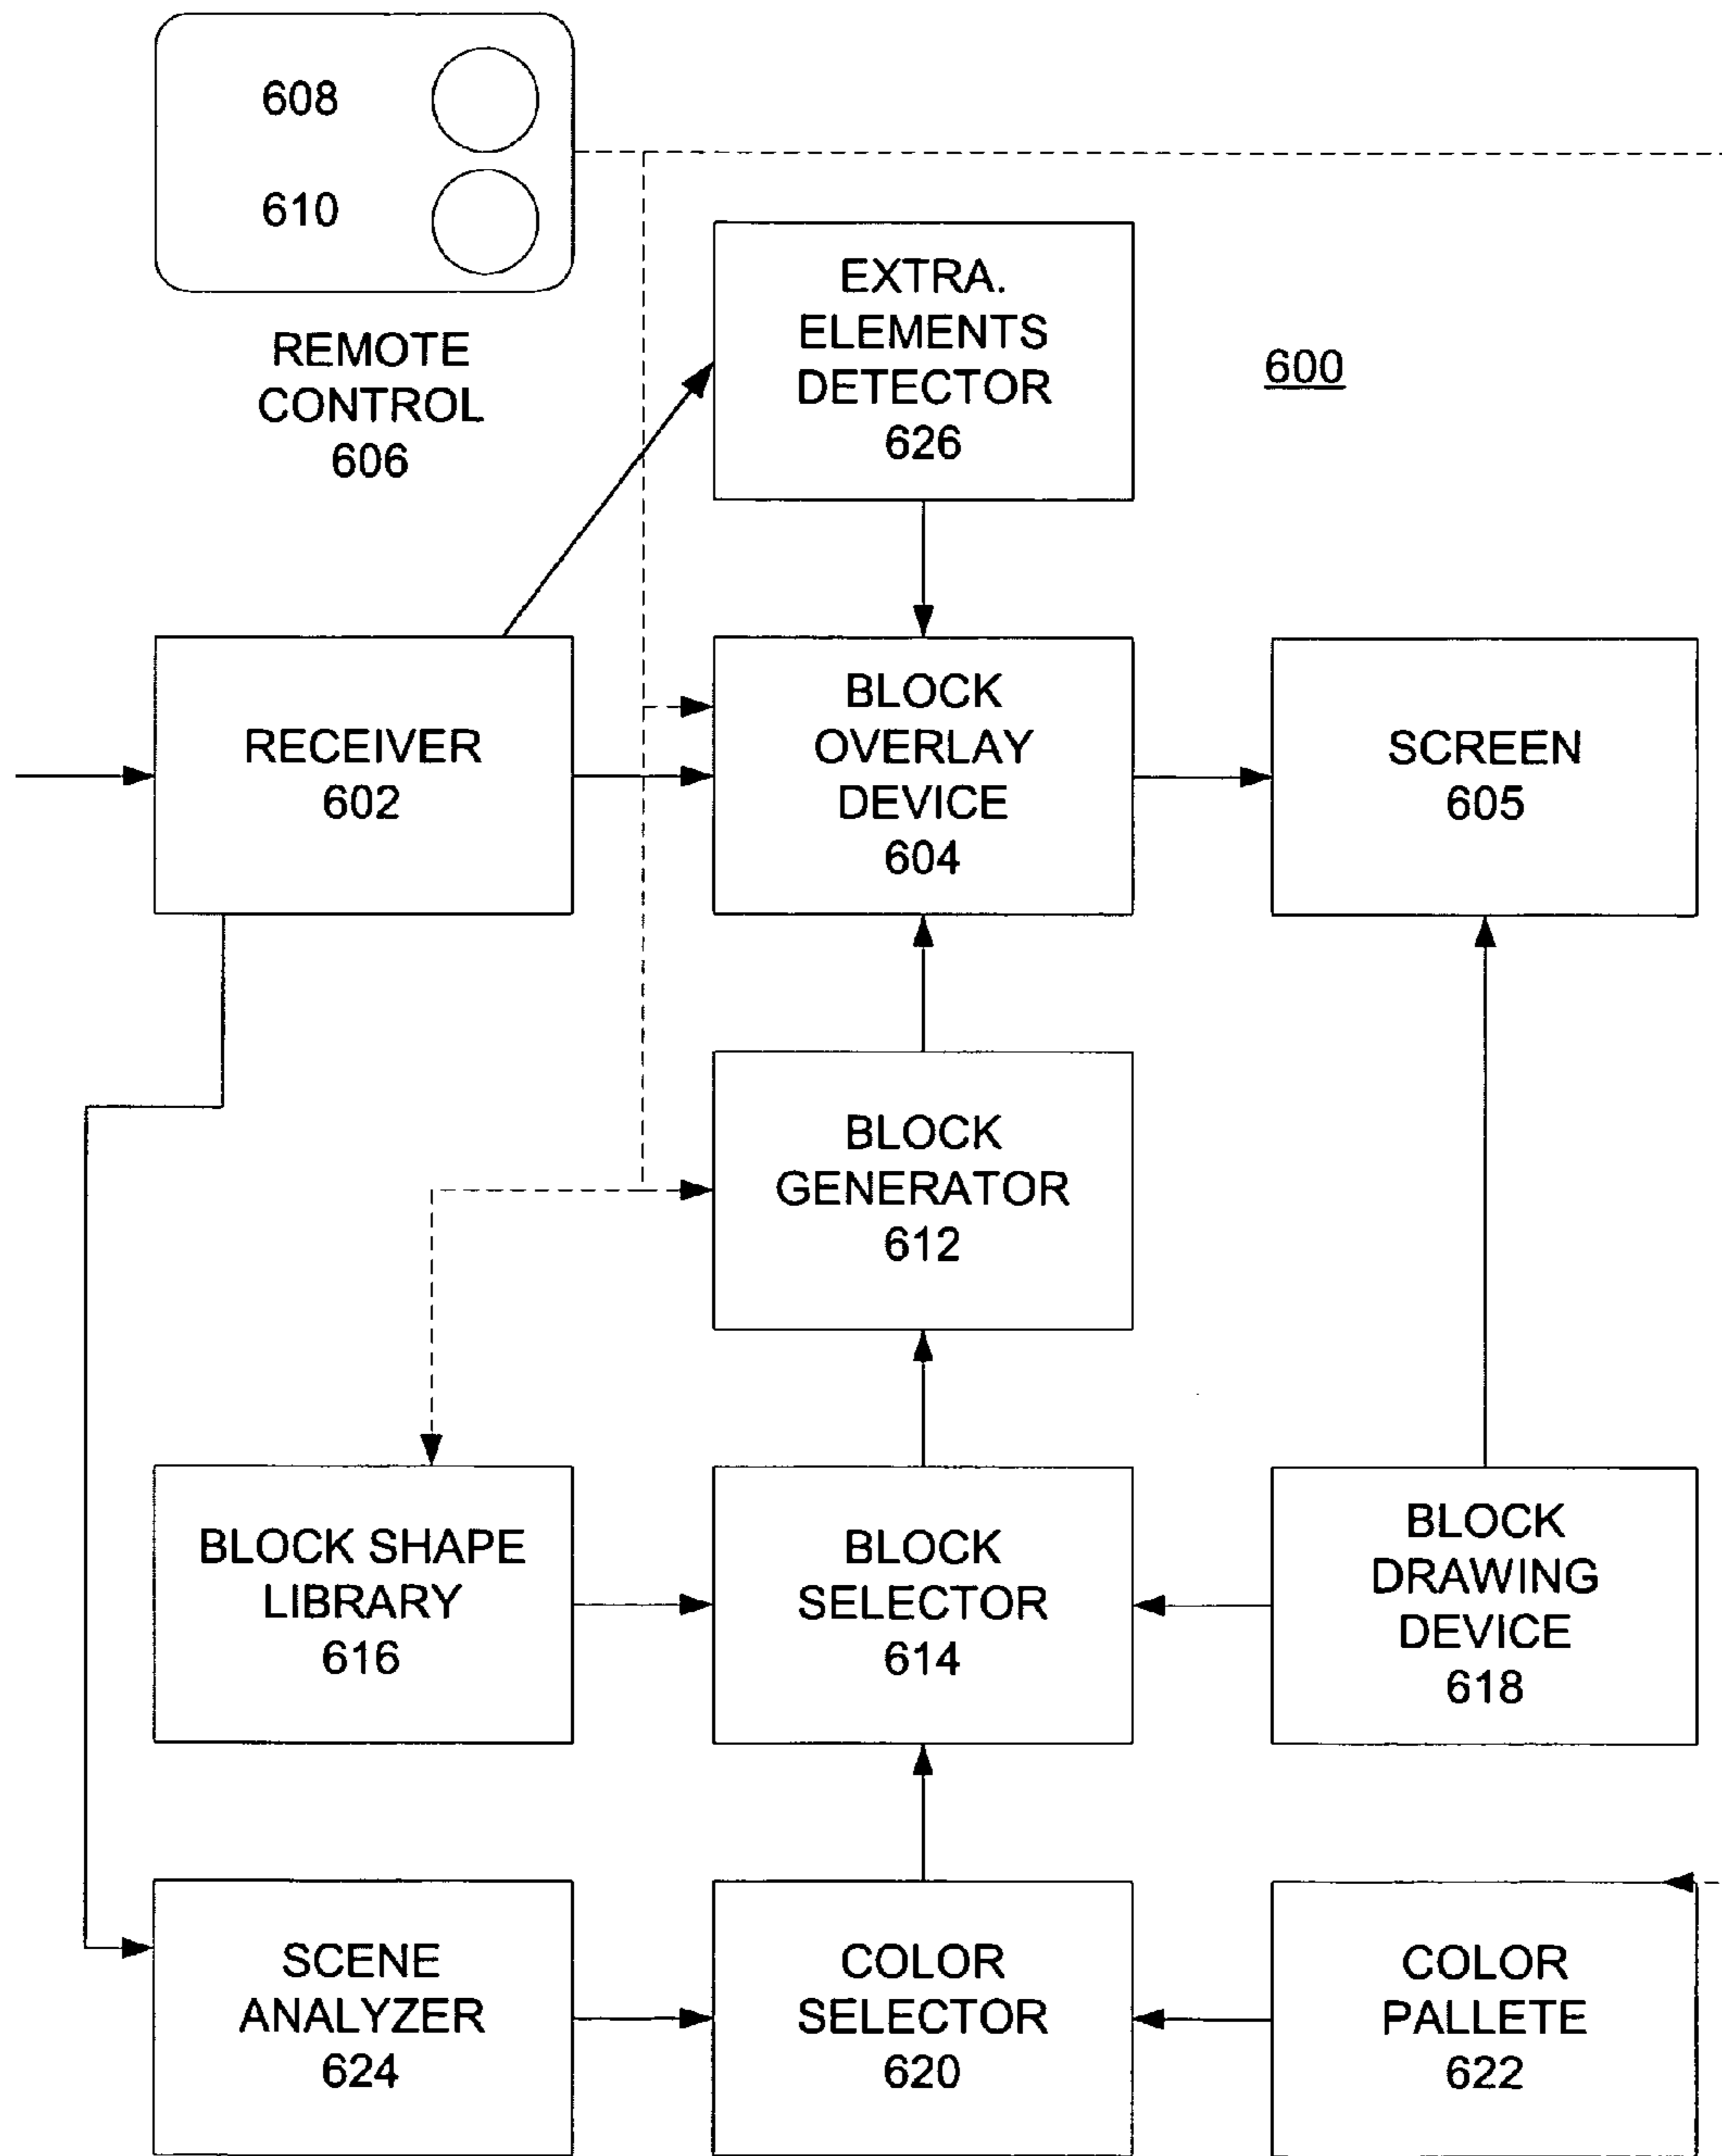 608
610
REMOTE
CONTROL
606
EXTRA.
ELEMENTS
DETECTOR
626
600
RECEIVER
602
BLOCK
OVERLAY
DEVICE
604
SCREEN
605
BLOCK
GENERATOR
612
BLOCK SHAPE
LIBRARY
616
BLOCK
SELECTOR
614
BLOCK
DRAWING
DEVICE
618
SCENE
ANALYZER
624
COLOR
SELECTOR
620
COLOR
PALLETE
622